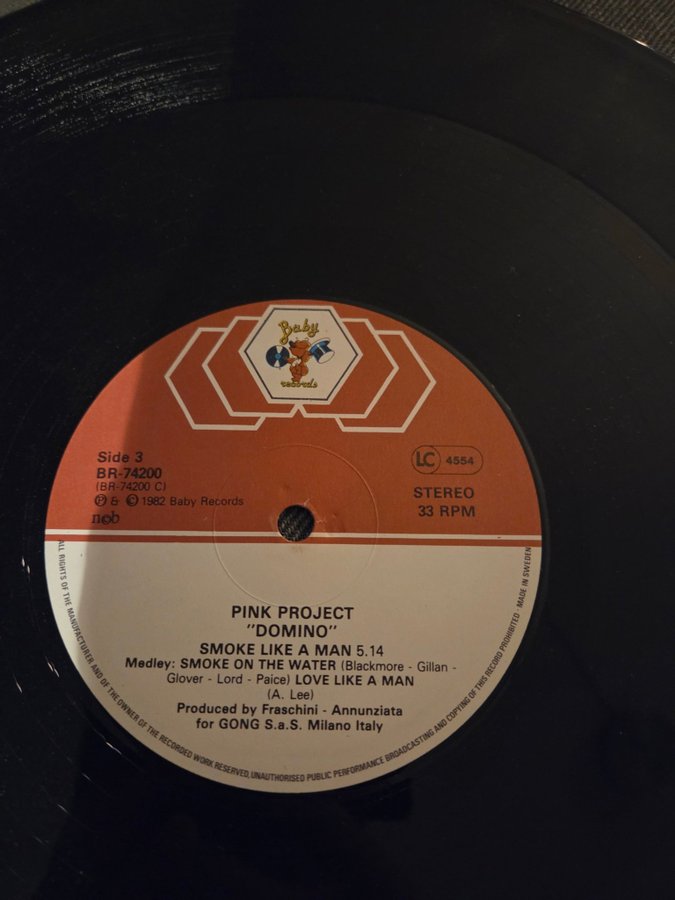 Baby
records
Side 3
BR-74200
(BR-74200 C)
℗ & © 1982 Baby Records
ncb
LC 4554
STEREO
33 RPM
PINK PROJECT
"DOMINO"
SMOKE LIKE A MAN 5.14
Medley: SMOKE ON THE WATER (Blackmore - Gillan -
Glover - Lord - Paice) LOVE LIKE A MAN
(A. Lee)
Produced by Fraschini - Annunziata
for GONG S.a.S. Milano Italy
ALL RIGHTS OF THE MANUFACTURER AND OF THE OWNER OF THE RECORDED WORK RESERVED, UNAUTHORISED PUBLIC PERFORMANCE BROADCASTING AND COPYING OF THIS RECORD PROHIBITED · MADE IN SWEDEN